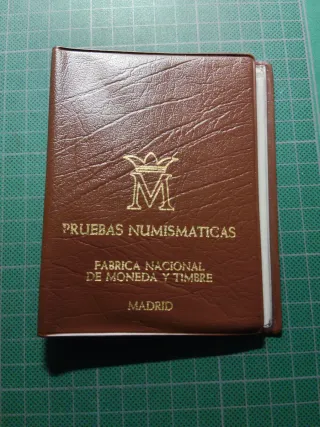 M
PRUEBAS NUMISMATICAS
FABRICA NACIONAL
DE MONEDA Y TIMBRE
MADRID